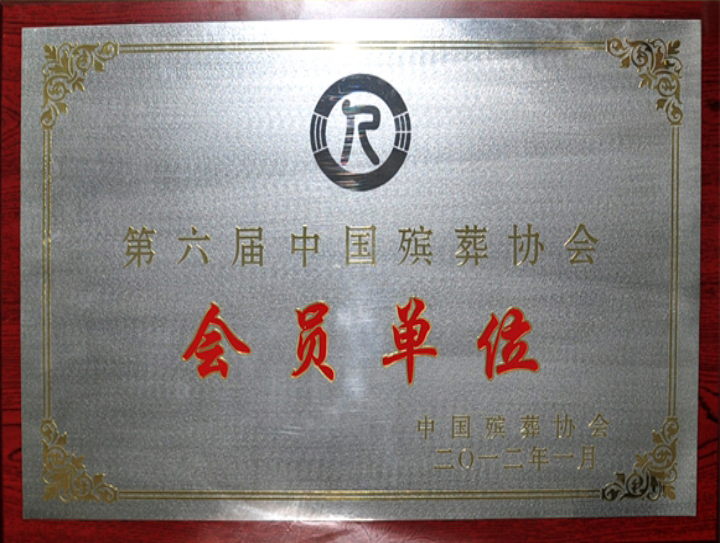 第六届中国殡葬协会
会员单位
中国殡葬协会
二〇一二年一月